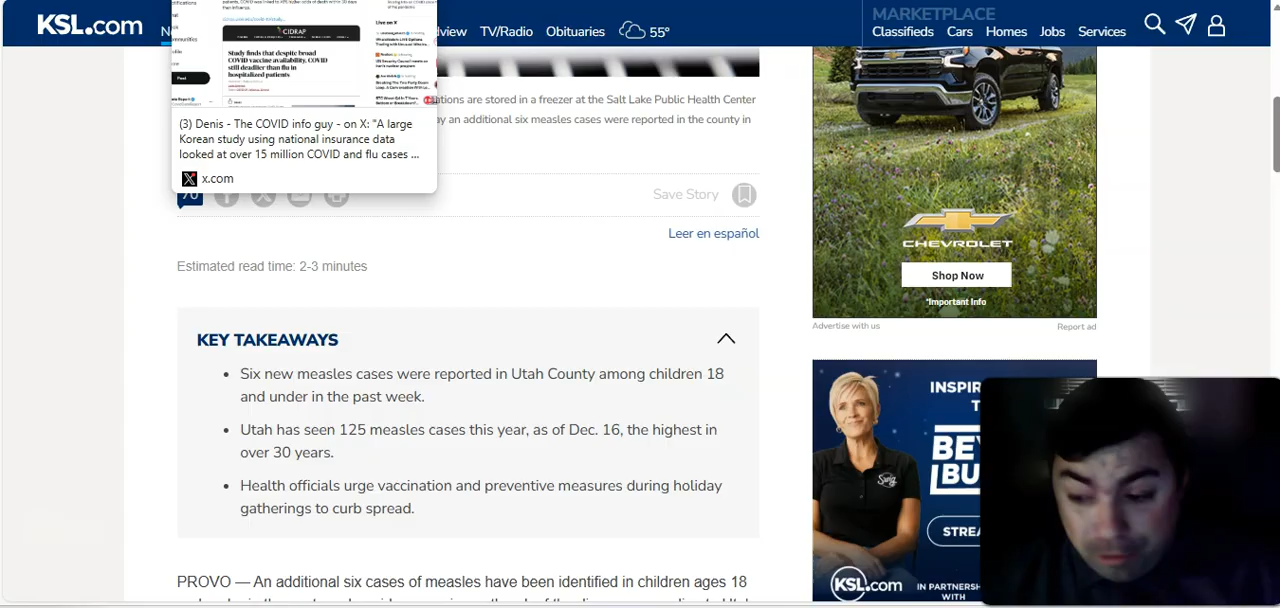 KSL.com
TV/Radio
Obituaries
35°
MARKETPLACE
Classifieds
Cars
Homes
Jobs
Services
CIDRAP
Study finds that despite broad
COVID vaccine availability, COVID
still deadlier than flu in
hospitalized patients
Post
are stored in a freezer at the Salt Lake Public Health Center
an additional six measles cases were reported in the county in
(3) Denis - The COVID info guy - on X: "A large
Korean study using national insurance data
looked at over 15 million COVID and flu cases ...
x.com
70
Save Story
Leer en español
Estimated read time: 2-3 minutes
KEY TAKEAWAYS
• Six new measles cases were reported in Utah County among children 18
and under in the past week.
• Utah has seen 125 measles cases this year, as of Dec. 16, the highest in
over 30 years.
• Health officials urge vaccination and preventive measures during holiday
gatherings to curb spread.
PROVO — An additional six cases of measles have been identified in children ages 18
CHEVROLET
Shop Now
*Important Info
Advertise with us
Report ad
Swig
KSL.com
IN PARTNERSH
WITH